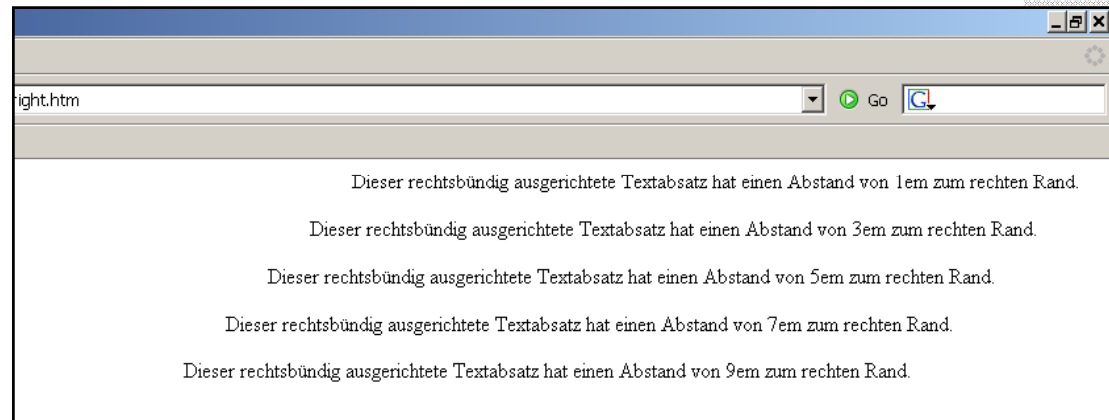 right.htm
Go
G
Dieser rechtsbündig ausgerichtete Textabsatz hat einen Abstand von 1em zum rechten Rand.
Dieser rechtsbündig ausgerichtete Textabsatz hat einen Abstand von 3em zum rechten Rand.
Dieser rechtsbündig ausgerichtete Textabsatz hat einen Abstand von 5em zum rechten Rand.
Dieser rechtsbündig ausgerichtete Textabsatz hat einen Abstand von 7em zum rechten Rand.
Dieser rechtsbündig ausgerichtete Textabsatz hat einen Abstand von 9em zum rechten Rand.